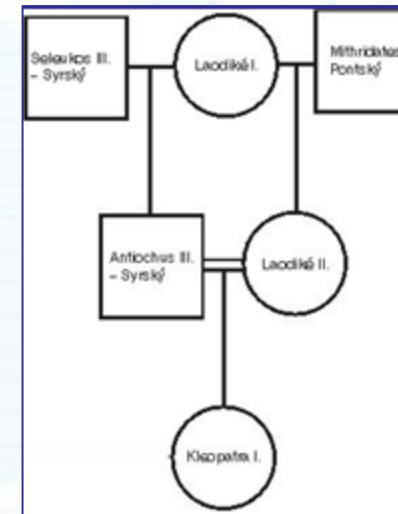 Seleukos III.
– Syrský
Laodiké I.
Mithridates
Pontský
Antiochus III.
– Syrský
Laodiké II.
Kleopatra I.